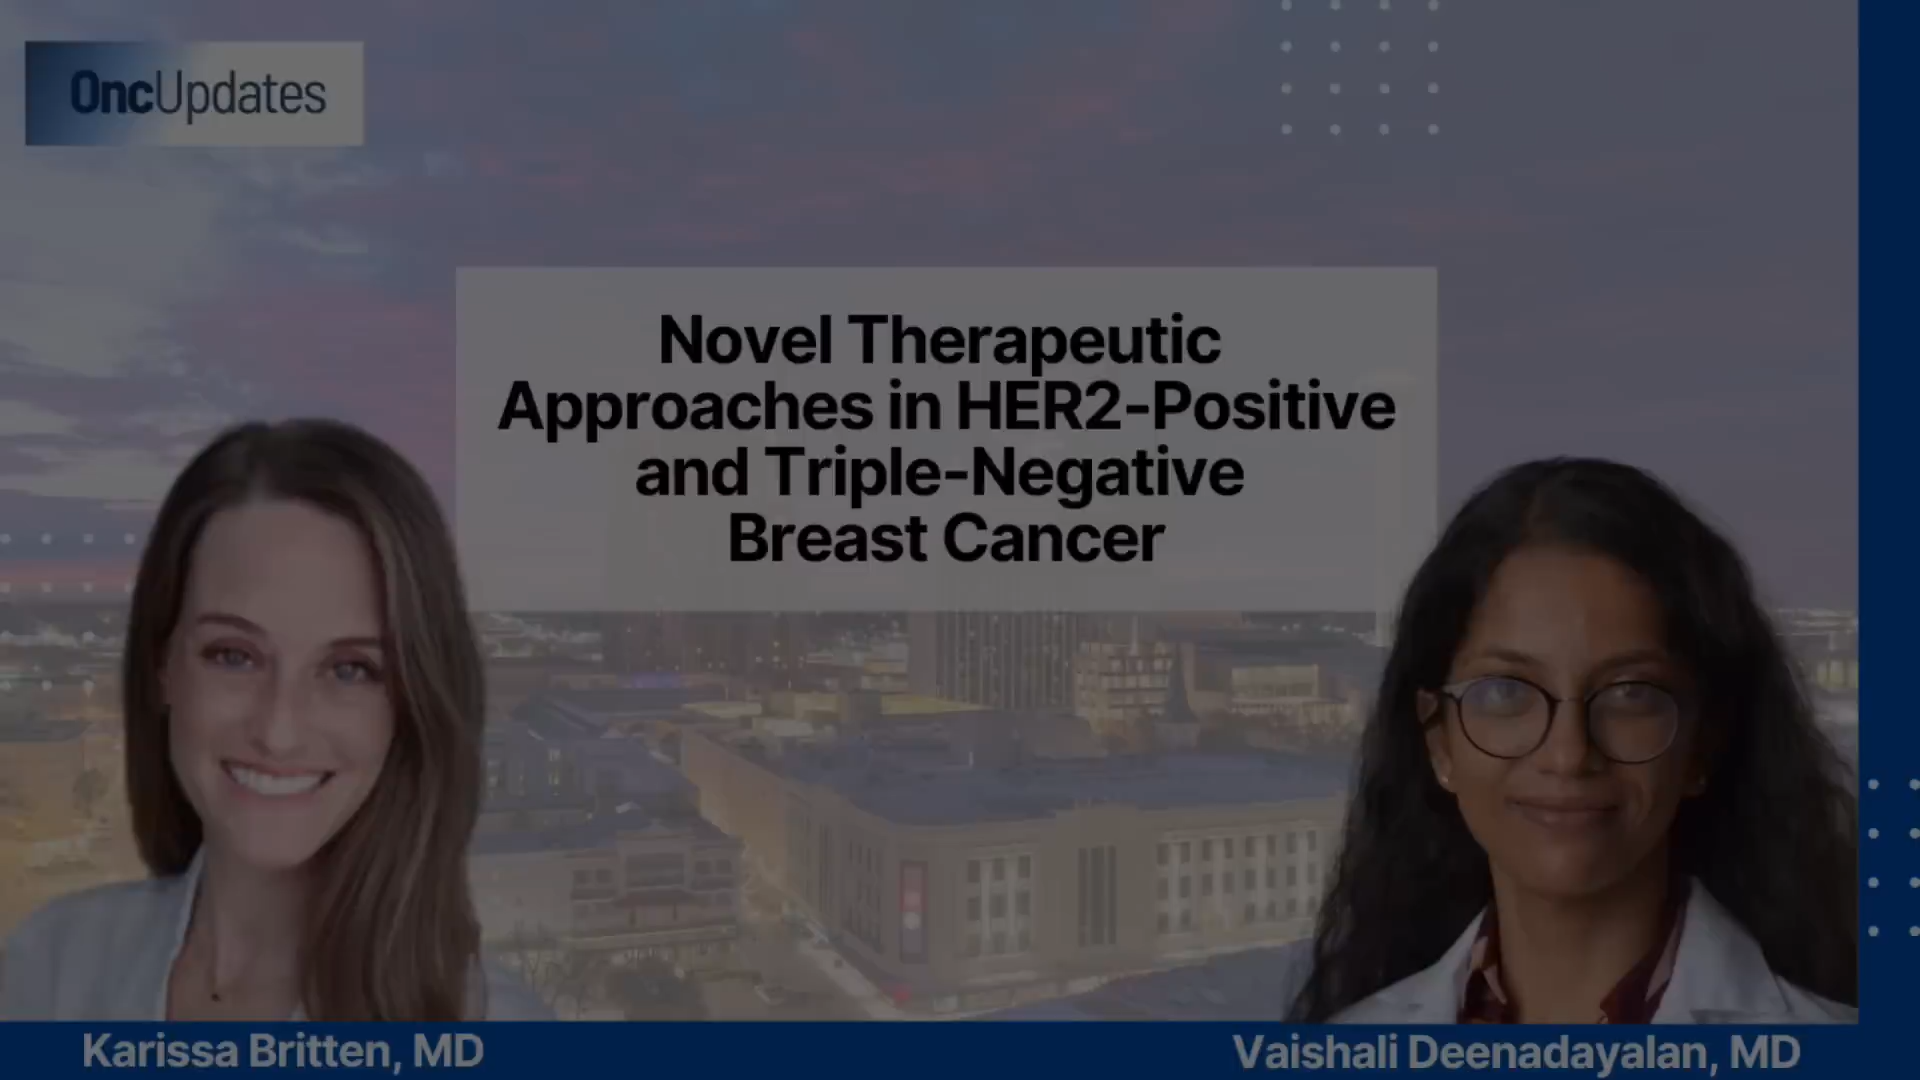 OncUpdates
Novel Therapeutic
Approaches in HER2-Positive
and Triple-Negative
Breast Cancer
Karissa Britten, MD
Vaishali Deenadayalan, MD